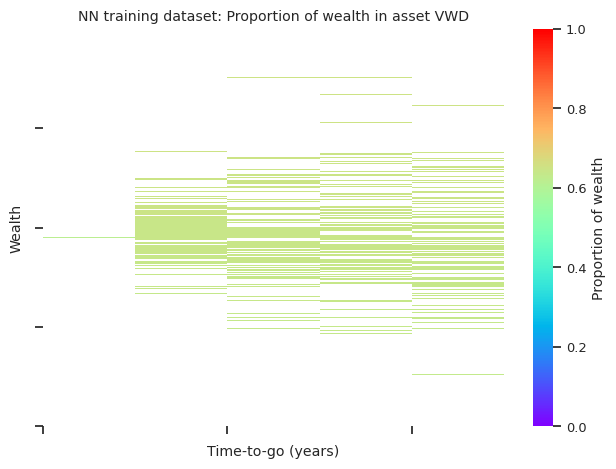 NN training dataset: Proportion of wealth in asset VWD
1.0
0.8
0.6
0.4
0.2
0.0
Proportion of wealth
Wealth
Time-to-go (years)